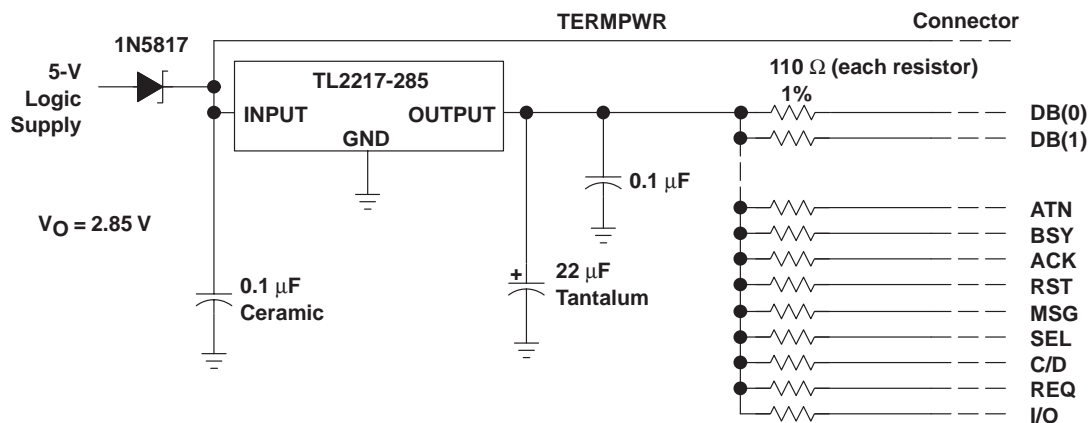 TERMPWR
Connector
1N5817
5-V
Logic
Supply
TL2217-285
INPUT
OUTPUT
GND
110 Ω (each resistor)
1%
DB(0)
DB(1)
0.1 μF
VO = 2.85 V
0.1 μF
Ceramic
+
22 μF
Tantalum
ATN
BSY
ACK
RST
MSG
SEL
C/D
REQ
I/O